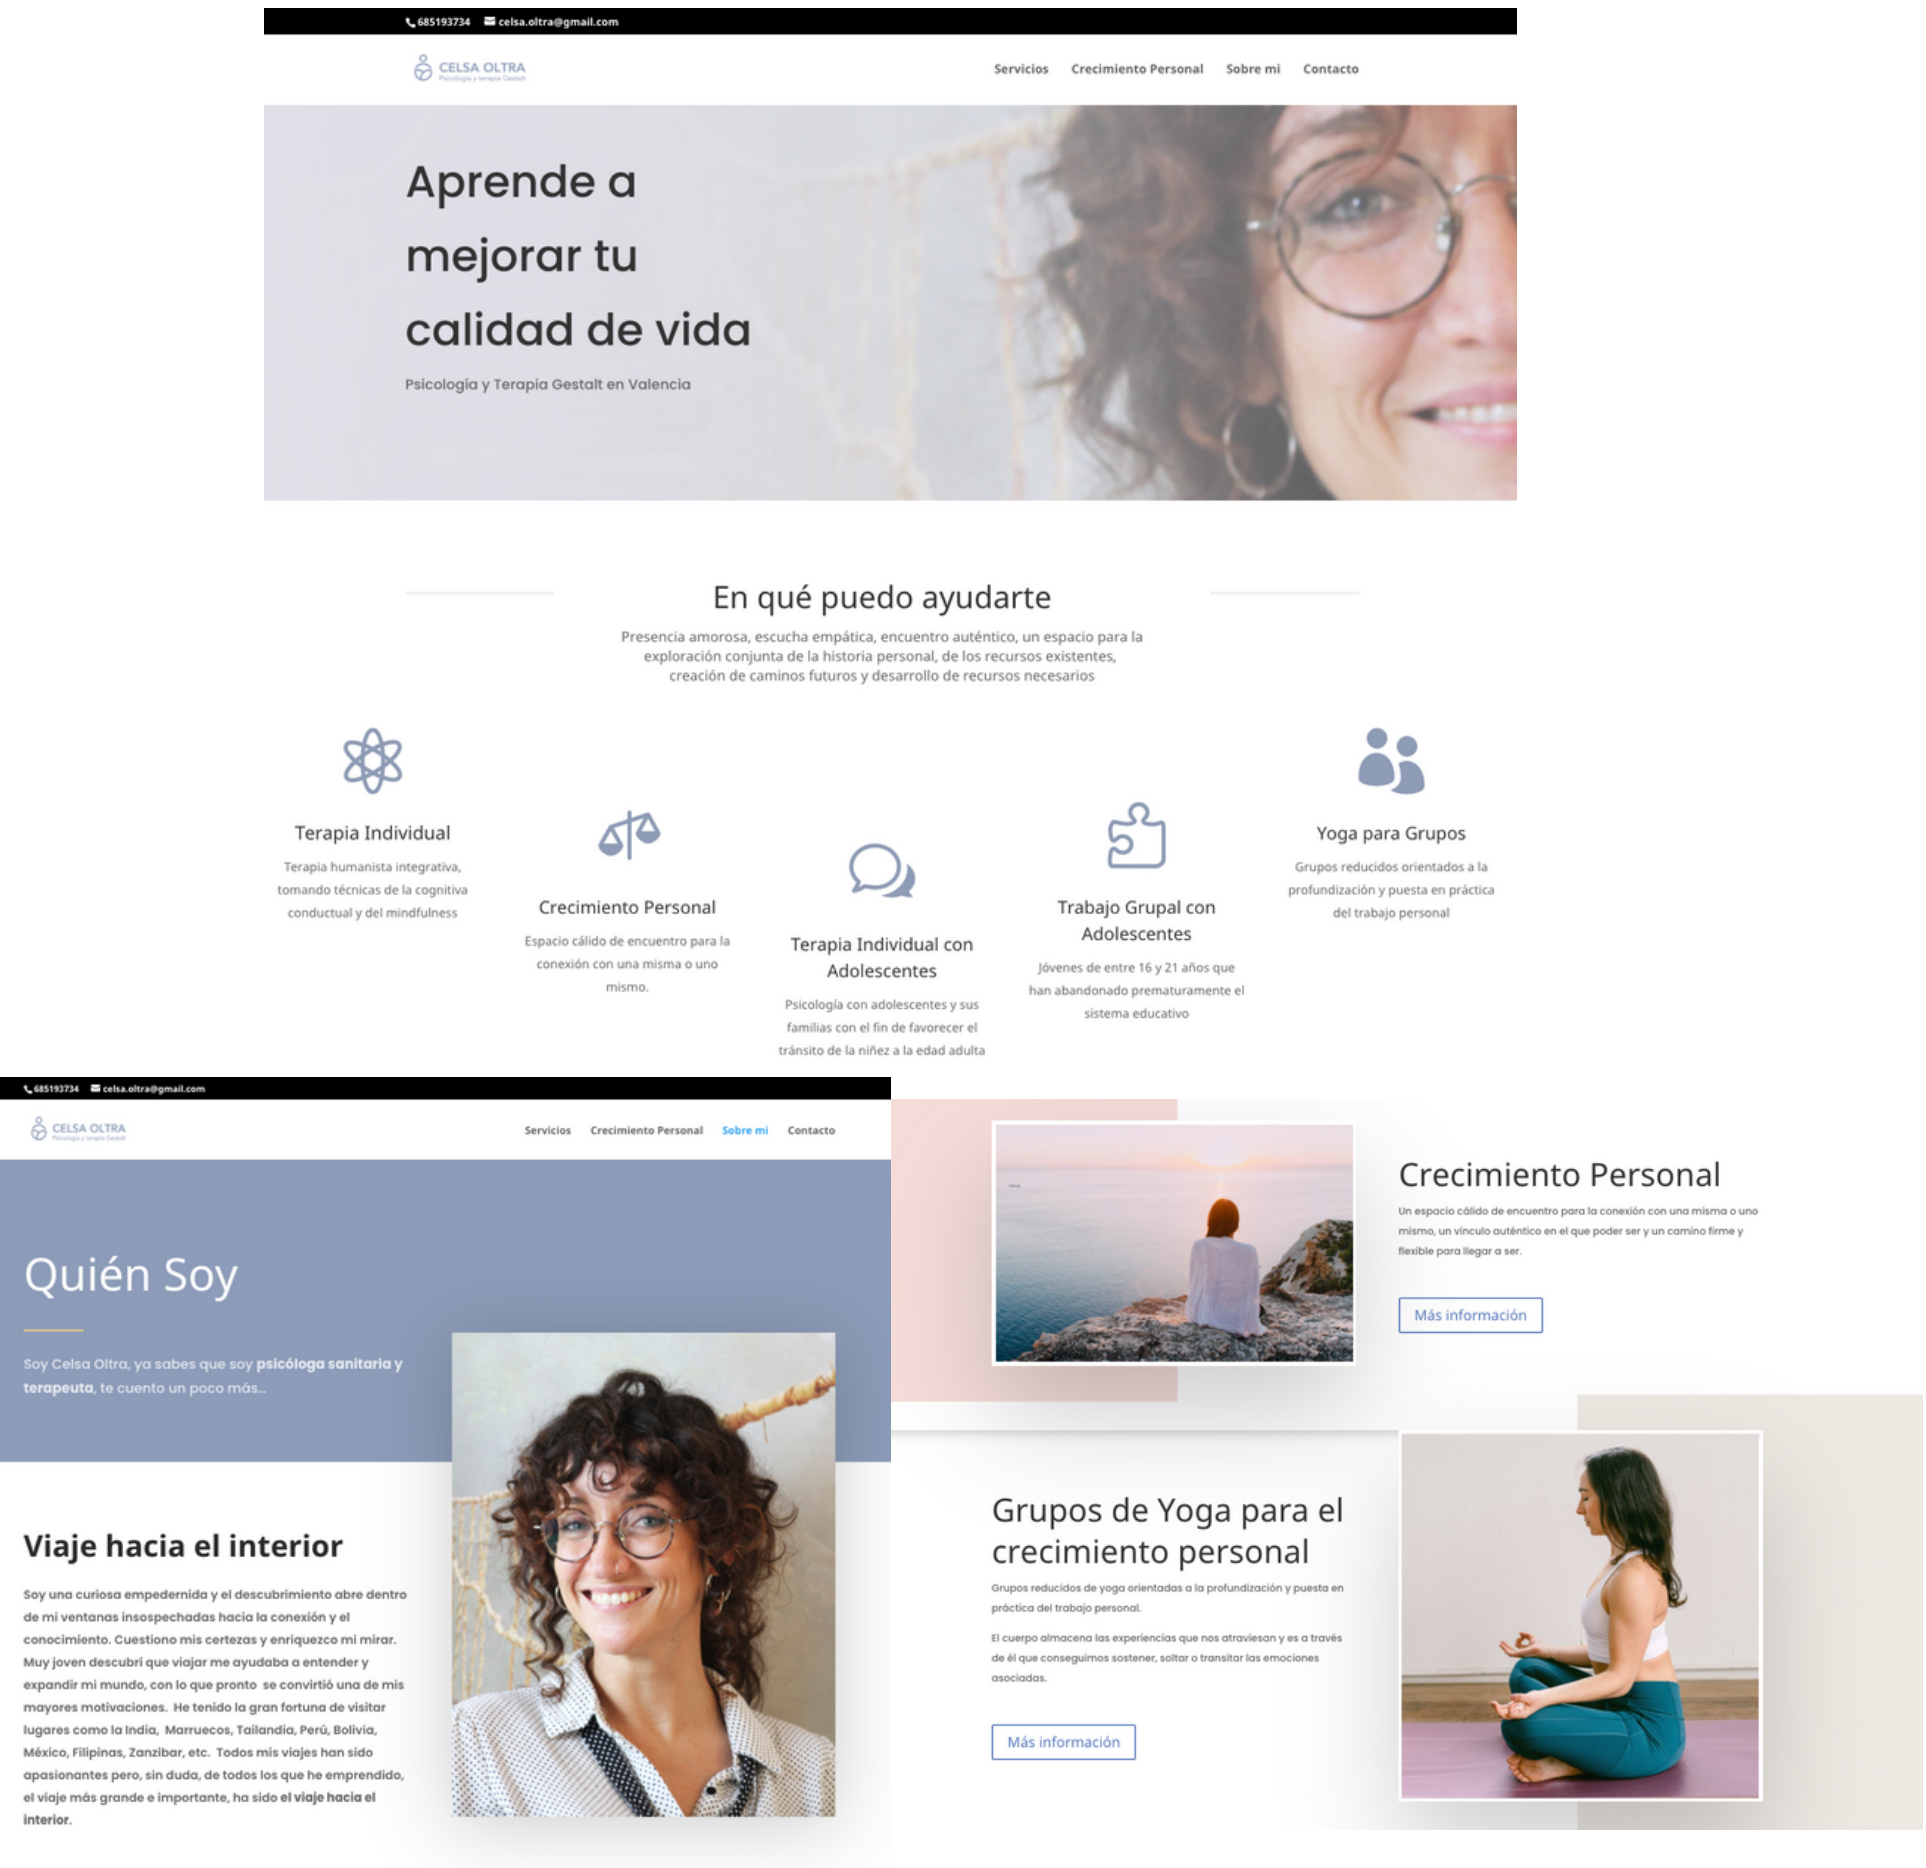 685193734 celsa.oltra@gmail.com
CELSA OLTRA
Psicología y terapia Gestalt
Servicios Crecimiento Personal Sobre mi Contacto
Aprende a
mejorar tu
calidad de vida
Psicología y Terapia Gestalt en Valencia
En qué puedo ayudarte
Presencia amorosa, escucha empática, encuentro auténtico, un espacio para la
exploración conjunta de la historia personal, de los recursos existentes,
creación de caminos futuros y desarrollo de recursos necesarios
Terapia Individual
Terapia humanista integrativa,
tomando técnicas de la cognitiva
conductual y del mindfulness
Crecimiento Personal
Espacio cálido de encuentro para la
conexión con una misma o uno
mismo.
Terapia Individual con
Adolescentes
Psicología con adolescentes y sus
familias con el fin de favorecer el
tránsito de la niñez a la edad adulta
Trabajo Grupal con
Adolescentes
Jóvenes de entre 16 y 21 años que
han abandonado prematuramente el
sistema educativo
Yoga para Grupos
Grupos reducidos orientados a la
profundización y puesta en práctica
del trabajo personal
685193734 celsa.oltra@gmail.com
CELSA OLTRA
Psicología y terapia Gestalt
Servicios Crecimiento Personal Sobre mi Contacto
Quién Soy
Soy Celsa Oltra, ya sabes que soy psicóloga sanitaria y
terapeuta, te cuento un poco más...
Viaje hacia el interior
Soy una curiosa empedernida y el descubrimiento abre dentro
de mi ventanas insospechadas hacia la conexión y el
conocimiento. Cuestiono mis certezas y enriquezco mi mirar.
Muy joven descubrí que viajar me ayudaba a entender y
expandir mi mundo, con lo que pronto se convirtió una de mis
mayores motivaciones. He tenido la gran fortuna de visitar
lugares como la India, Marruecos, Tailandia, Perú, Bolivia,
México, Filipinas, Zanzibar, etc. Todos mis viajes han sido
apasionantes pero, sin duda, de todos los que he emprendido,
el viaje más grande e importante, ha sido el viaje hacia el
interior.
Crecimiento Personal
Un espacio cálido de encuentro para la conexión con una misma o uno
mismo, un vínculo auténtico en el que poder ser y un camino firme y
flexible para llegar a ser.
Más información
Grupos de Yoga para el
crecimiento personal
Grupos reducidos de yoga orientadas a la profundización y puesta en
práctica del trabajo personal.
El cuerpo almacena las experiencias que nos atraviesan y es a través
de él que conseguimos sostener, soltar o transitar las emociones
asociadas.
Más información